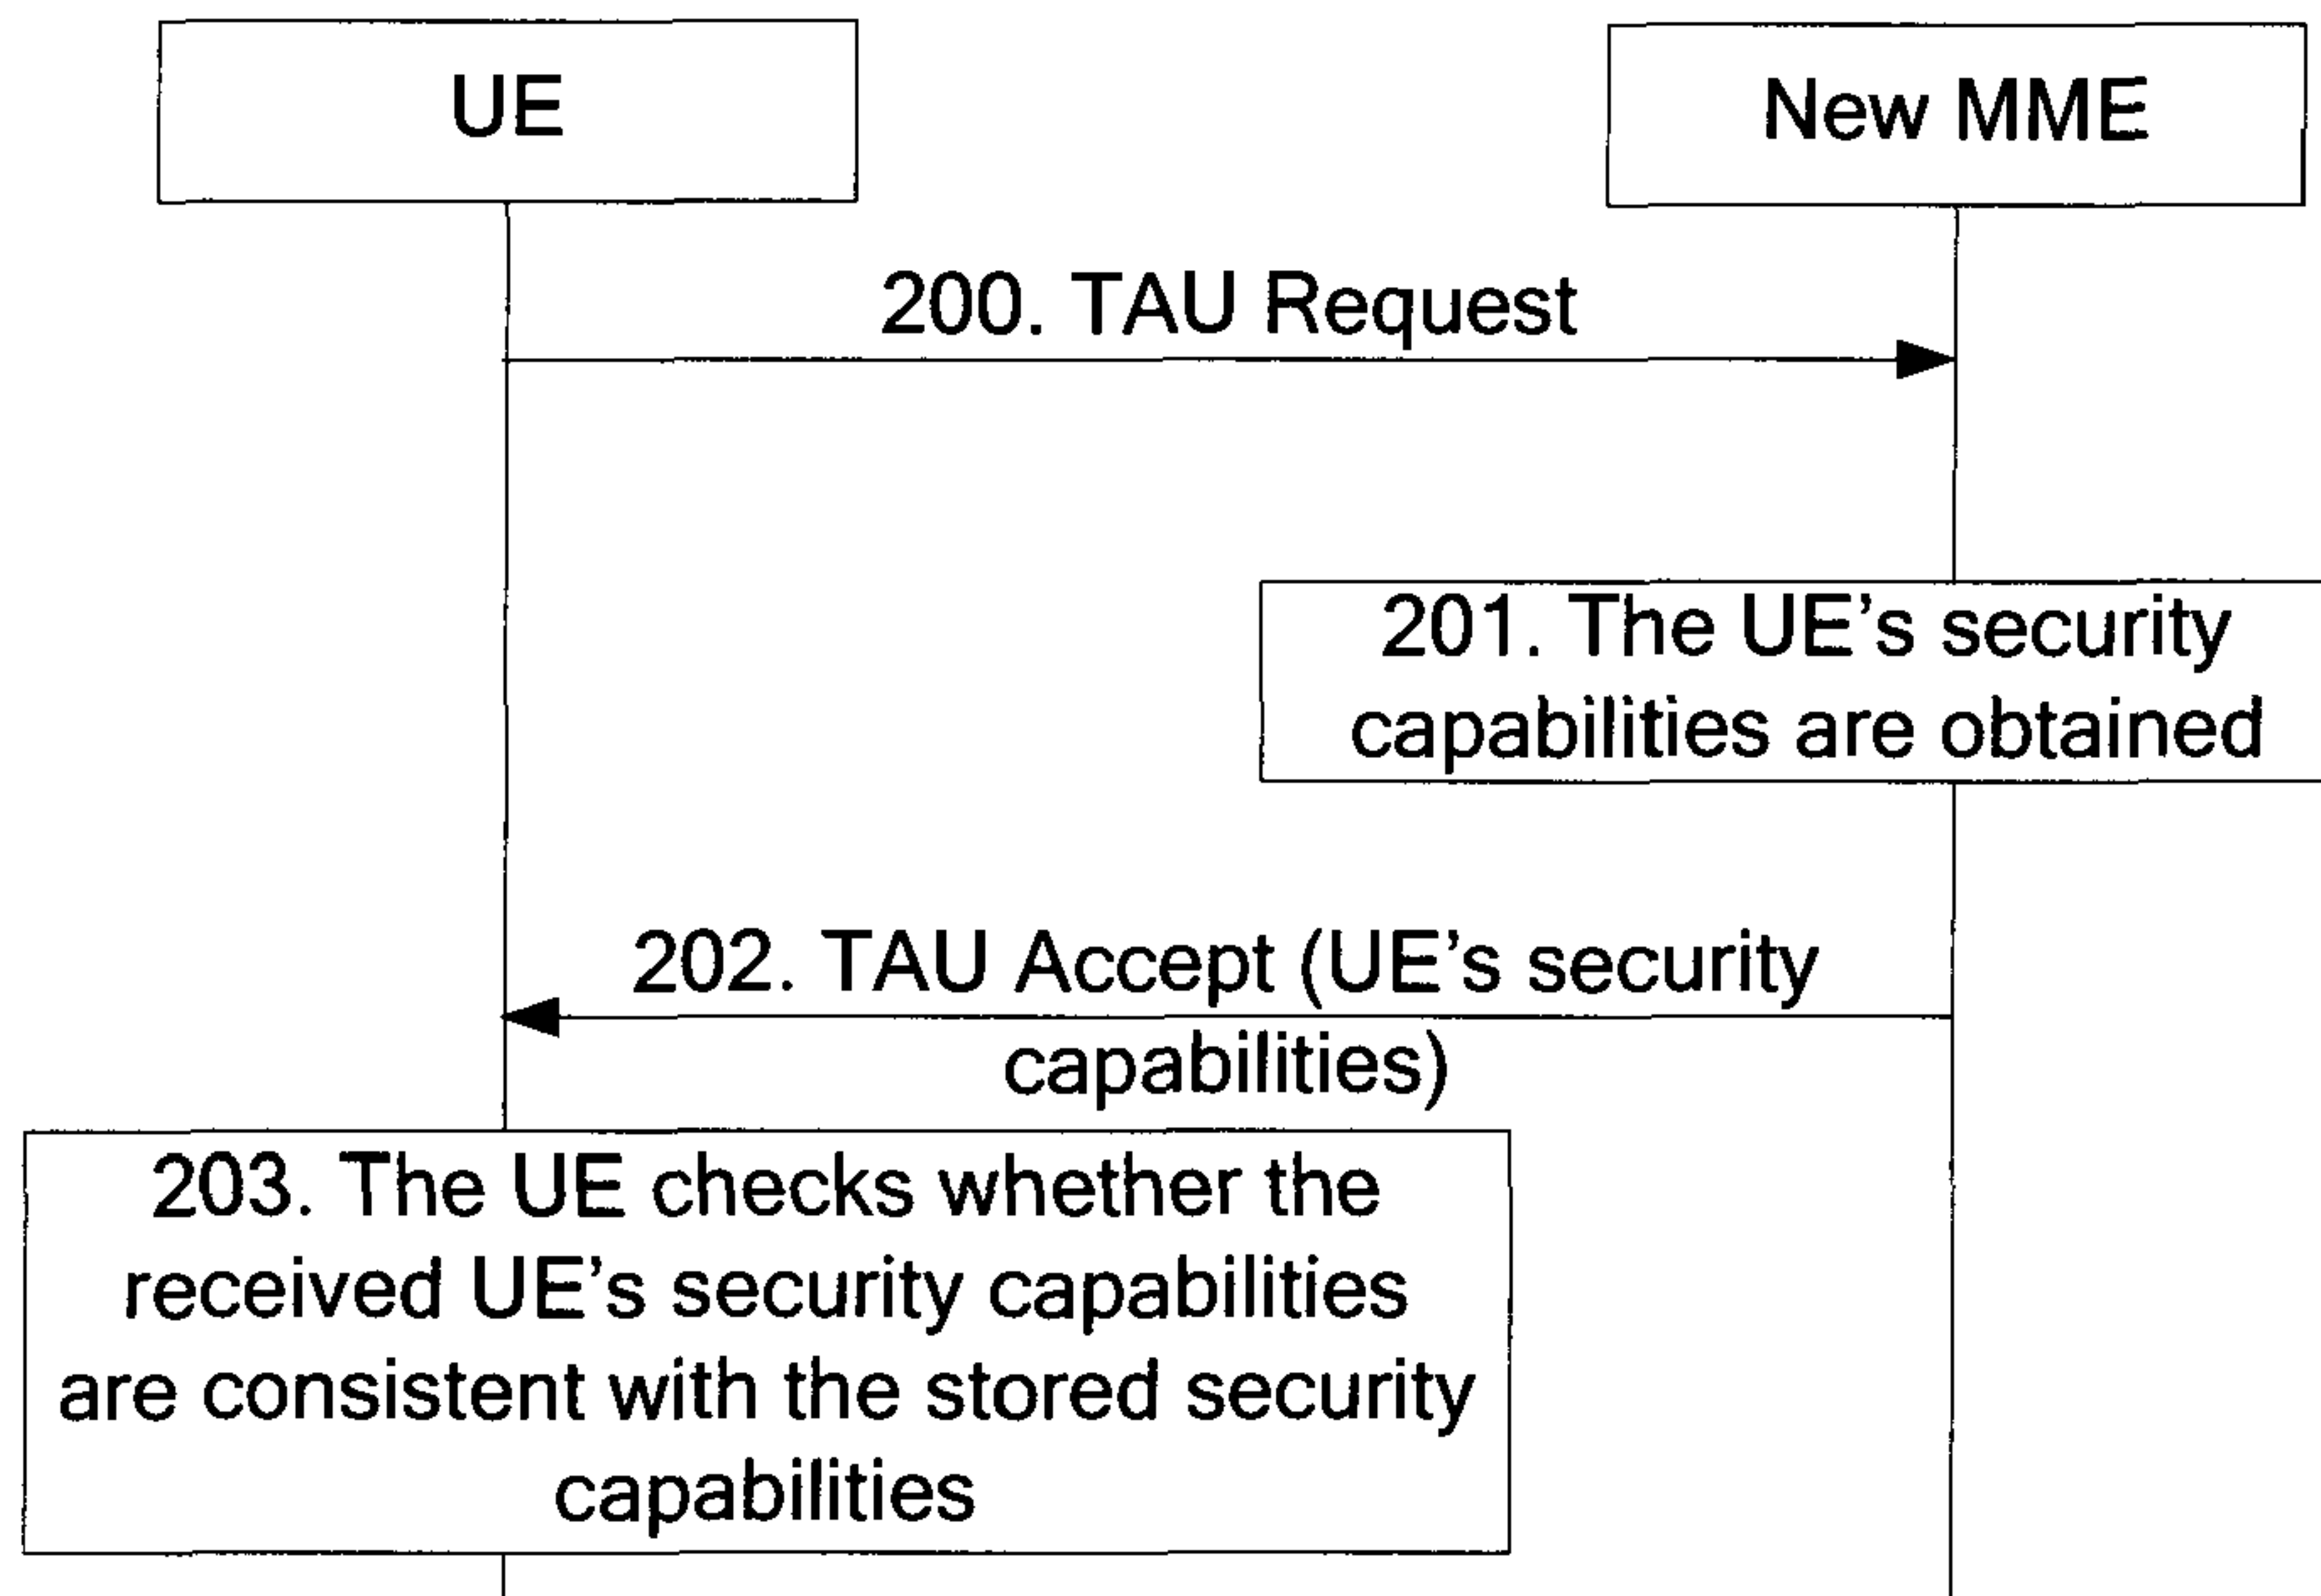 UE
New MME
200. TAU Request
201. The UE's security
capabilities are obtained
202. TAU Accept (UE's security
capabilities)
203. The UE checks whether the
received UE's security capabilities
are consistent with the stored security
capabilities